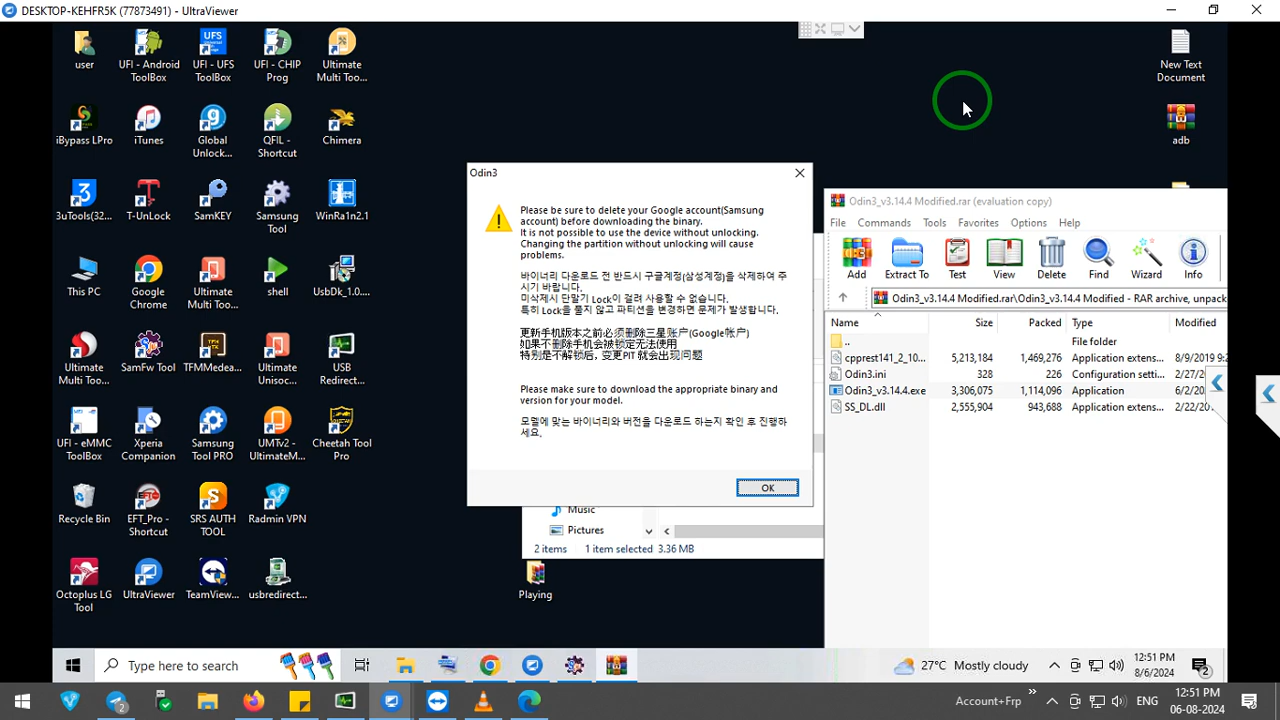 DESKTOP-KEHFR5K (77873491) - UltraViewer
user
UFI - Android ToolBox
UFI - UFS ToolBox
UFI - CHIP Prog
Ultimate Multi Too...
New Text Document
iBypass LPro
iTunes
Global Unlock...
QFIL - Shortcut
Chimera
adb
3uTools(32...
T-UnLock
SamKEY
Samsung Tool
WinRa1n2.1
This PC
Google Chrome
Ultimate Multi Too...
shell
UsbDk_1.0....
Ultimate Multi Too...
SamFw Tool
TFMMedea...
Ultimate Unisoc...
USB Redirect...
UFI - eMMC ToolBox
Xperia Companion
Samsung Tool PRO
UMTv2 - UltimateM...
Cheetah Tool Pro
Recycle Bin
EFT_Pro - Shortcut
SRS AUTH TOOL
Radmin VPN
Octoplus LG Tool
UltraViewer
TeamView...
usbredirect...
Playing
Odin3
Please be sure to delete your Google account(Samsung
account) before downloading the binary.
It is not possible to use the device without unlocking.
Changing the partition without unlocking will cause
problems.
바이너리 다운로드 전 반드시 구글계정(삼성계정)을 삭제하여 주
시기 바랍니다.
미삭제시 단말기 Lock이 걸려 사용할 수 없습니다.
특히 Lock을 풀지 않고 파티션을 변경하면 문제가 발생합니다.
更新手机版本之前必须删除三星账户(Google帐户)
如果不删除手机会被锁定无法使用
特别是不解锁后, 变更PIT 就会出现问题
Please make sure to download the appropriate binary and
version for your model.
모델에 맞는 바이너리와 버전을 다운로드 하는지 확인 후 진행하
세요.
OK
Music
Pictures
2 items 1 item selected 3.36 MB
Odin3_v3.14.4 Modified.rar (evaluation copy)
File Commands Tools Favorites Options Help
Add Extract To Test View Delete Find Wizard Info
Odin3_v3.14.4 Modified.rar\Odin3_v3.14.4 Modified - RAR archive, unpack
Name Size Packed Type Modified
.. File folder
cpprest141_2_10... 5,213,184 1,469,276 Application extens... 8/9/2019 9:2
Odin3.ini 328 226 Configuration setti... 2/27/20
Odin3_v3.14.4.exe 3,306,075 1,114,096 Application 6/2/20
SS_DL.dll 2,555,904 943,688 Application extens... 2/22/20
Type here to search
27°C Mostly cloudy
12:51 PM
8/6/2024
2
2
Account+Frp
ENG
12:51 PM
06-08-2024